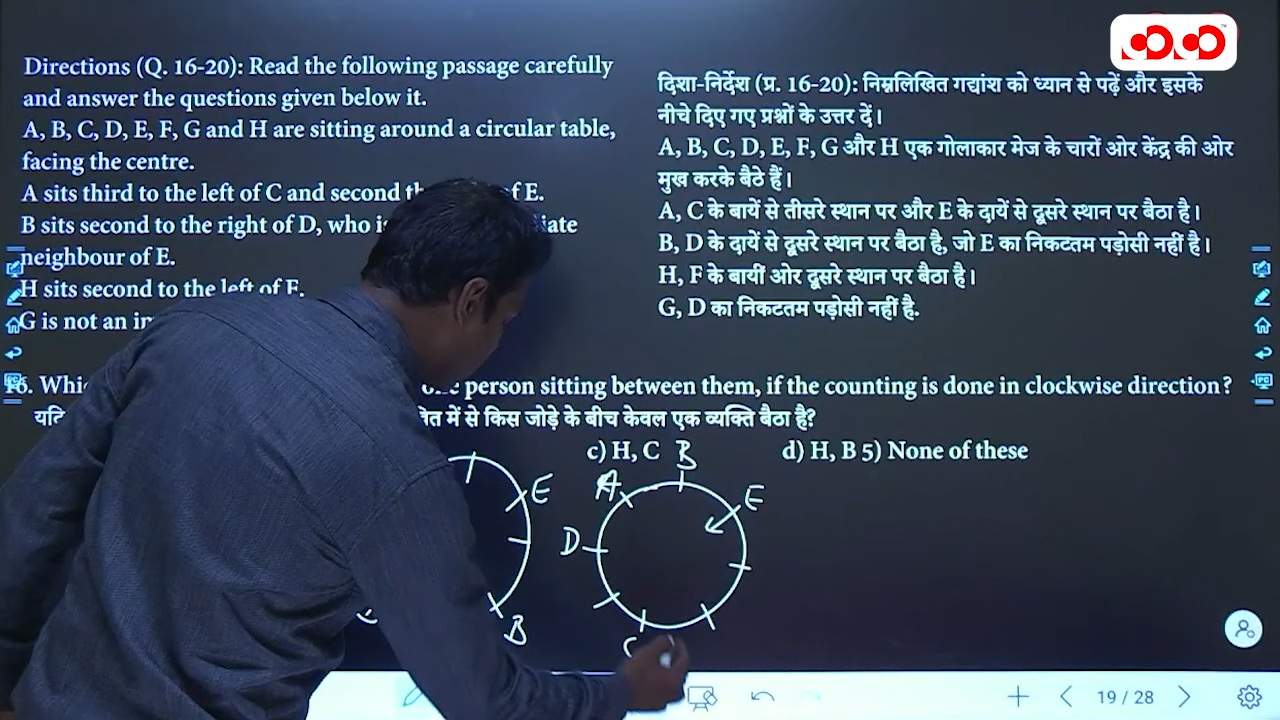 Directions (Q. 16-20): Read the following passage carefully
and answer the questions given below it.
A, B, C, D, E, F, G and H are sitting around a circular table,
facing the centre.
A sits third to the left of C and second of E.
B sits second to the right of D, who
neighbour of E.
H sits second to the left of F.
G is not an
दिशा-निर्देश (प्र. 16-20): निम्नलिखित गद्यांश को ध्यान से पढ़ें और इसके
नीचे दिए गए प्रश्नों के उत्तर दें।
A, B, C, D, E, F, G और H एक गोलाकार मेज के चारों ओर केंद्र की ओर
मुख करके बैठे हैं।
A, C के बायें से तीसरे स्थान पर और E के दायें से दूसरे स्थान पर बैठा है।
B, D के दायें से दूसरे स्थान पर बैठा है, जो E का निकटतम पड़ोसी नहीं है।
H, F के बायीं ओर दूसरे स्थान पर बैठा है।
G, D का निकटतम पड़ोसी नहीं है.
16. person sitting between them, if the counting is done in clockwise direction?
में से किस जोड़े के बीच केवल एक व्यक्ति बैठा है?
c) H, C d) H, B 5) None of these
E
B
B
A
E
D
C
19 / 28